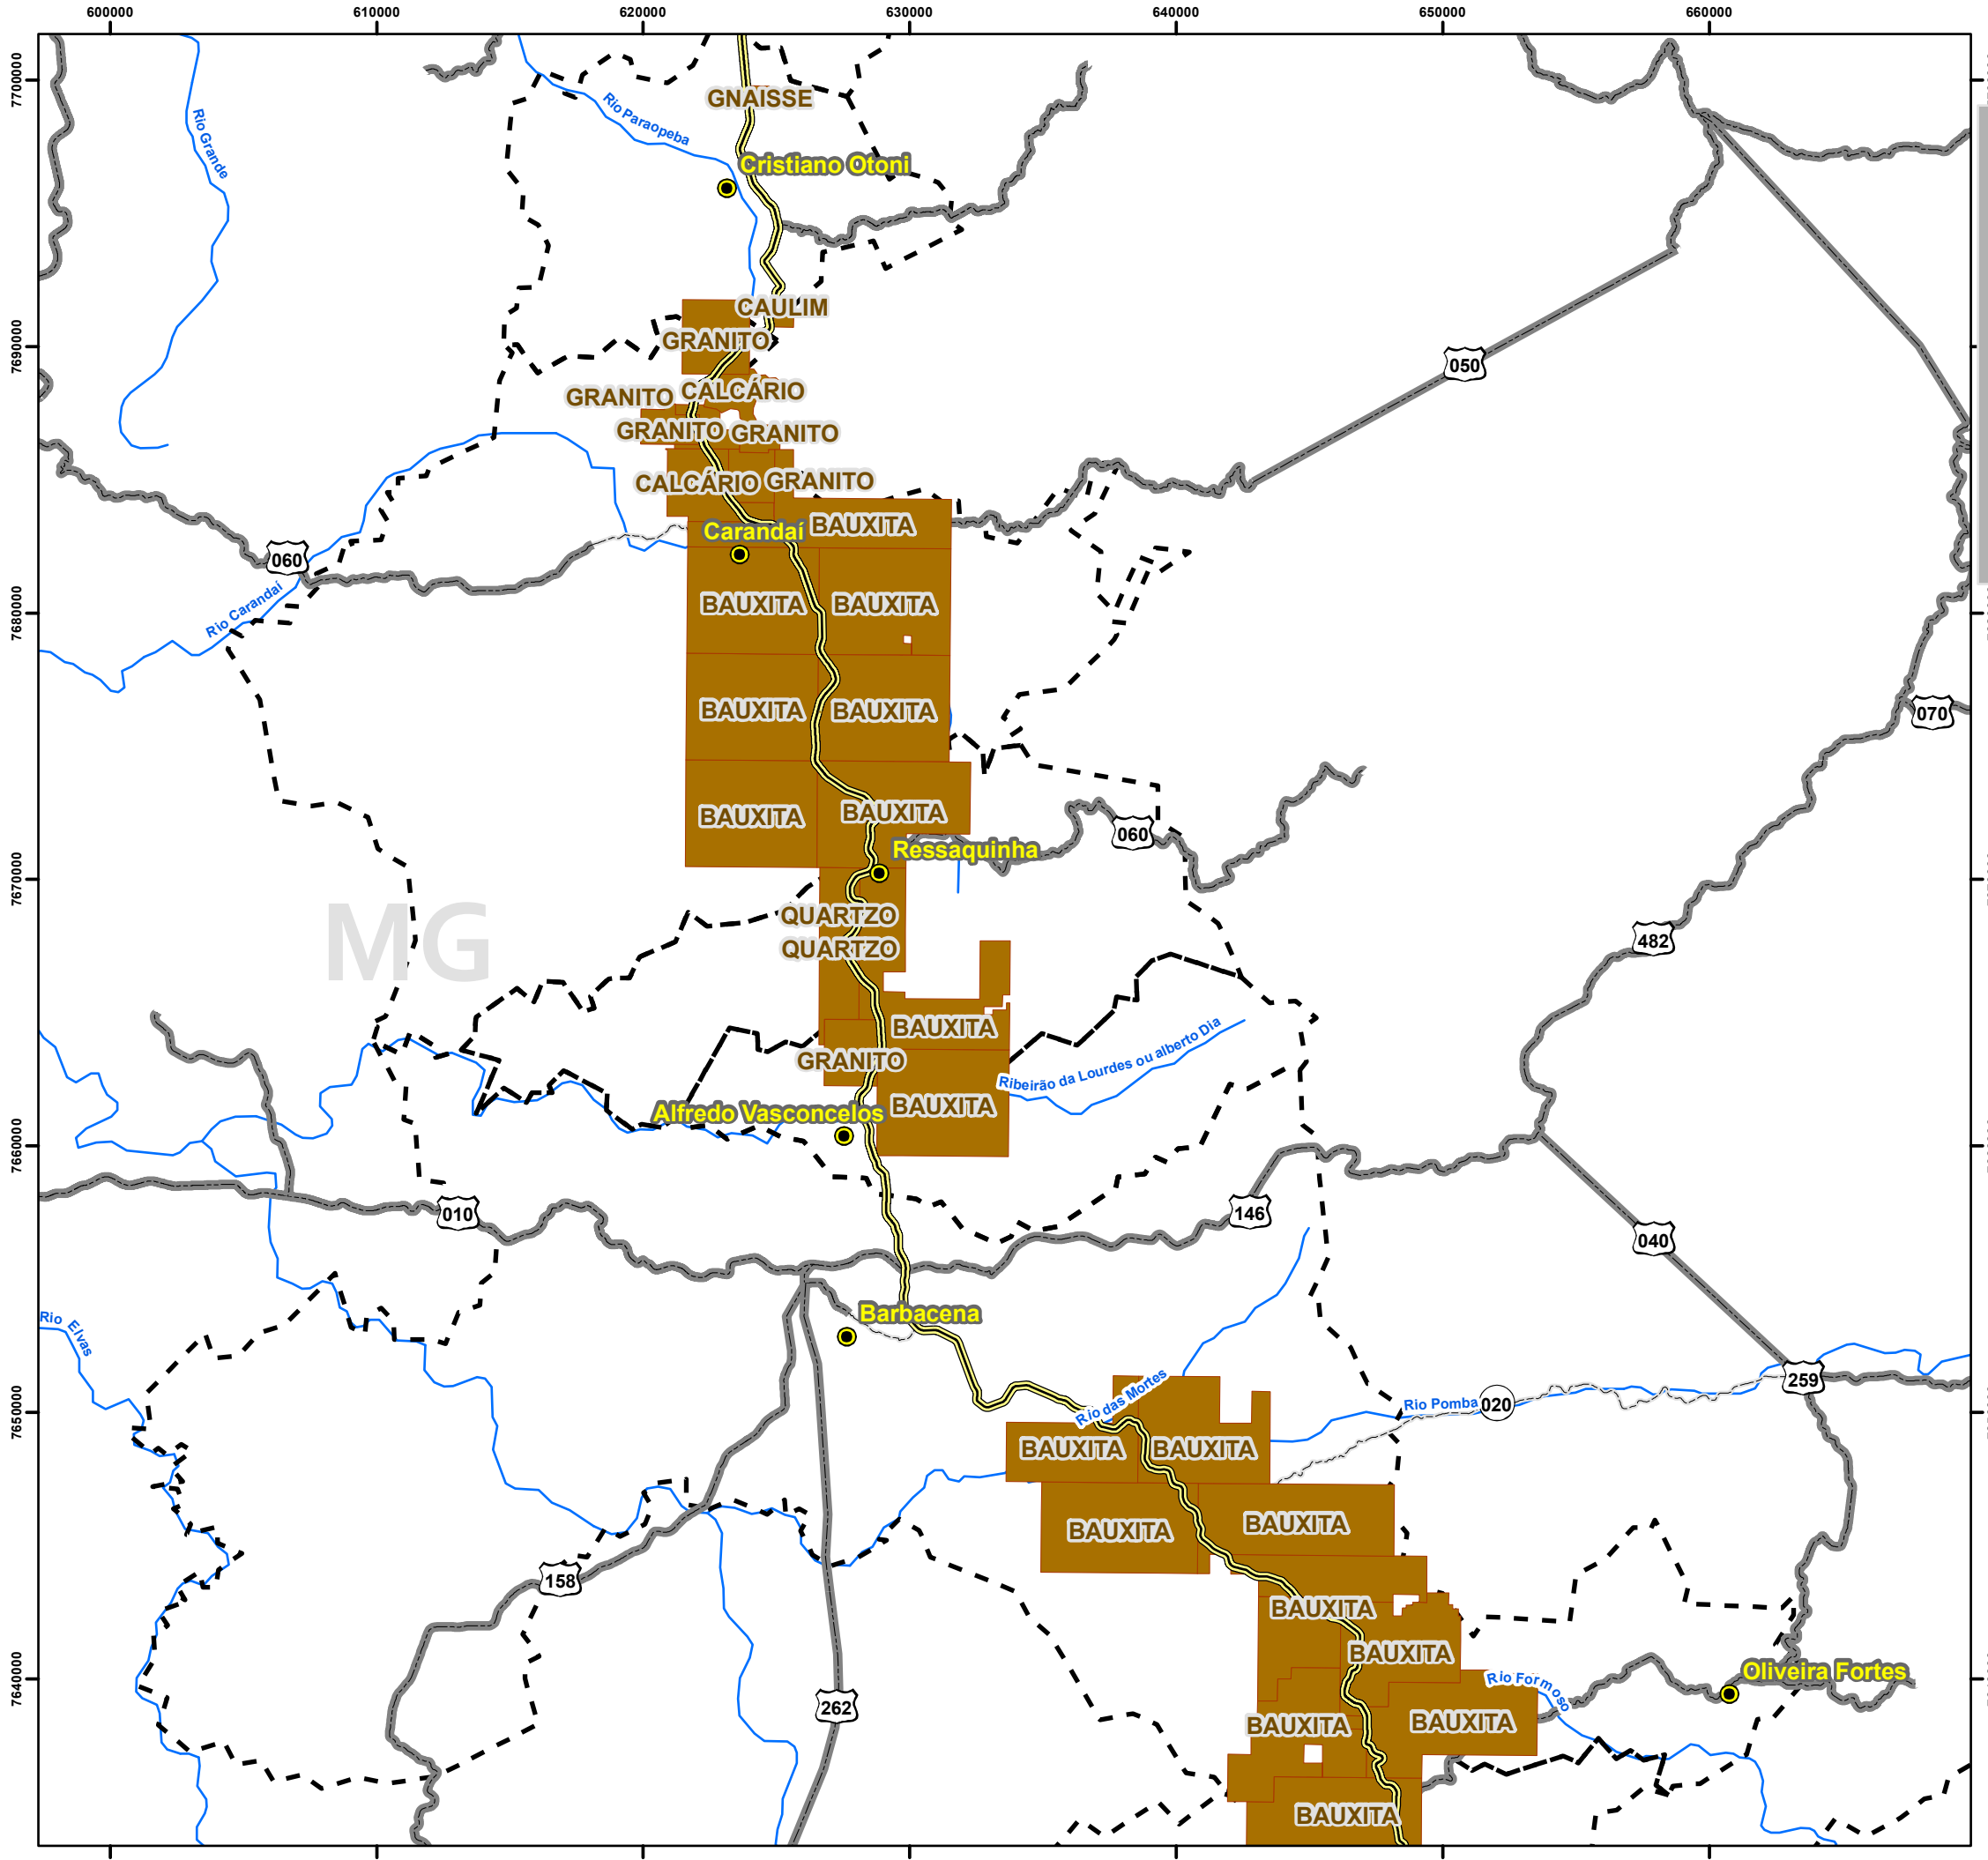 600000
610000
620000
630000
640000
650000
660000
7700000
7690000
7680000
7670000
7660000
7650000
7640000
Rio Grande
Rio Paraopeba
GNAISSE
Cristiano Otoni
CAULIM
GRANITO
050
CALCÁRIO
GRANITO
GRANITO
GRANITO
CALCÁRIO
GRANITO
BAUXITA
Carandaí
060
Rio Carandaí
BAUXITA
BAUXITA
BAUXITA
BAUXITA
070
BAUXITA
BAUXITA
060
Ressaquinha
MG
QUARTZO
QUARTZO
482
BAUXITA
GRANITO
Ribeirão da Lourdes ou alberto Dia
BAUXITA
Alfredo Vasconcelos
010
146
040
Barbacena
Rio Elvas
259
Rio das Mortes
Rio Pomba
020
BAUXITA
BAUXITA
BAUXITA
BAUXITA
158
BAUXITA
BAUXITA
Oliveira Fortes
Rio Formoso
262
BAUXITA
BAUXITA
BAUXITA